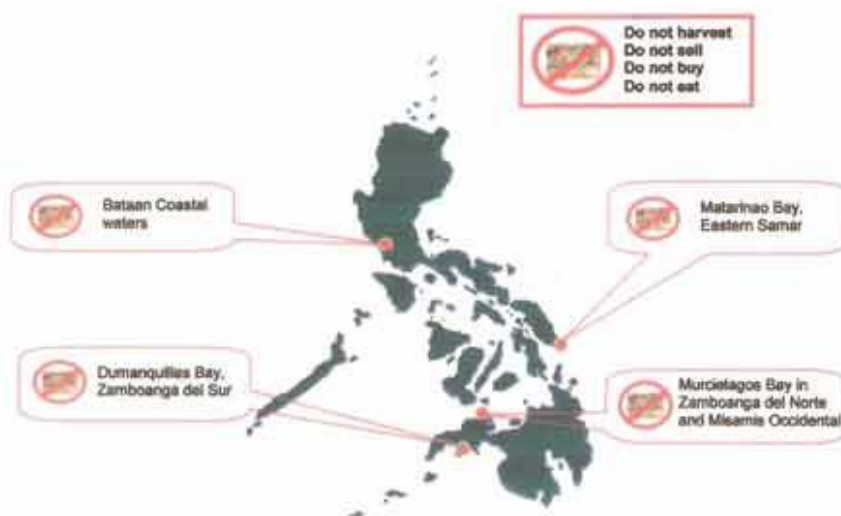 Do not harvest
Do not sell
Do not buy
Do not eat
Bataan Coastal
waters
Matarinao Bay,
Eastern Samar
Dumanquilias Bay,
Zamboanga del Sur
Murcielagos Bay in
Zamboanga del Norte
and Misamis Occidental